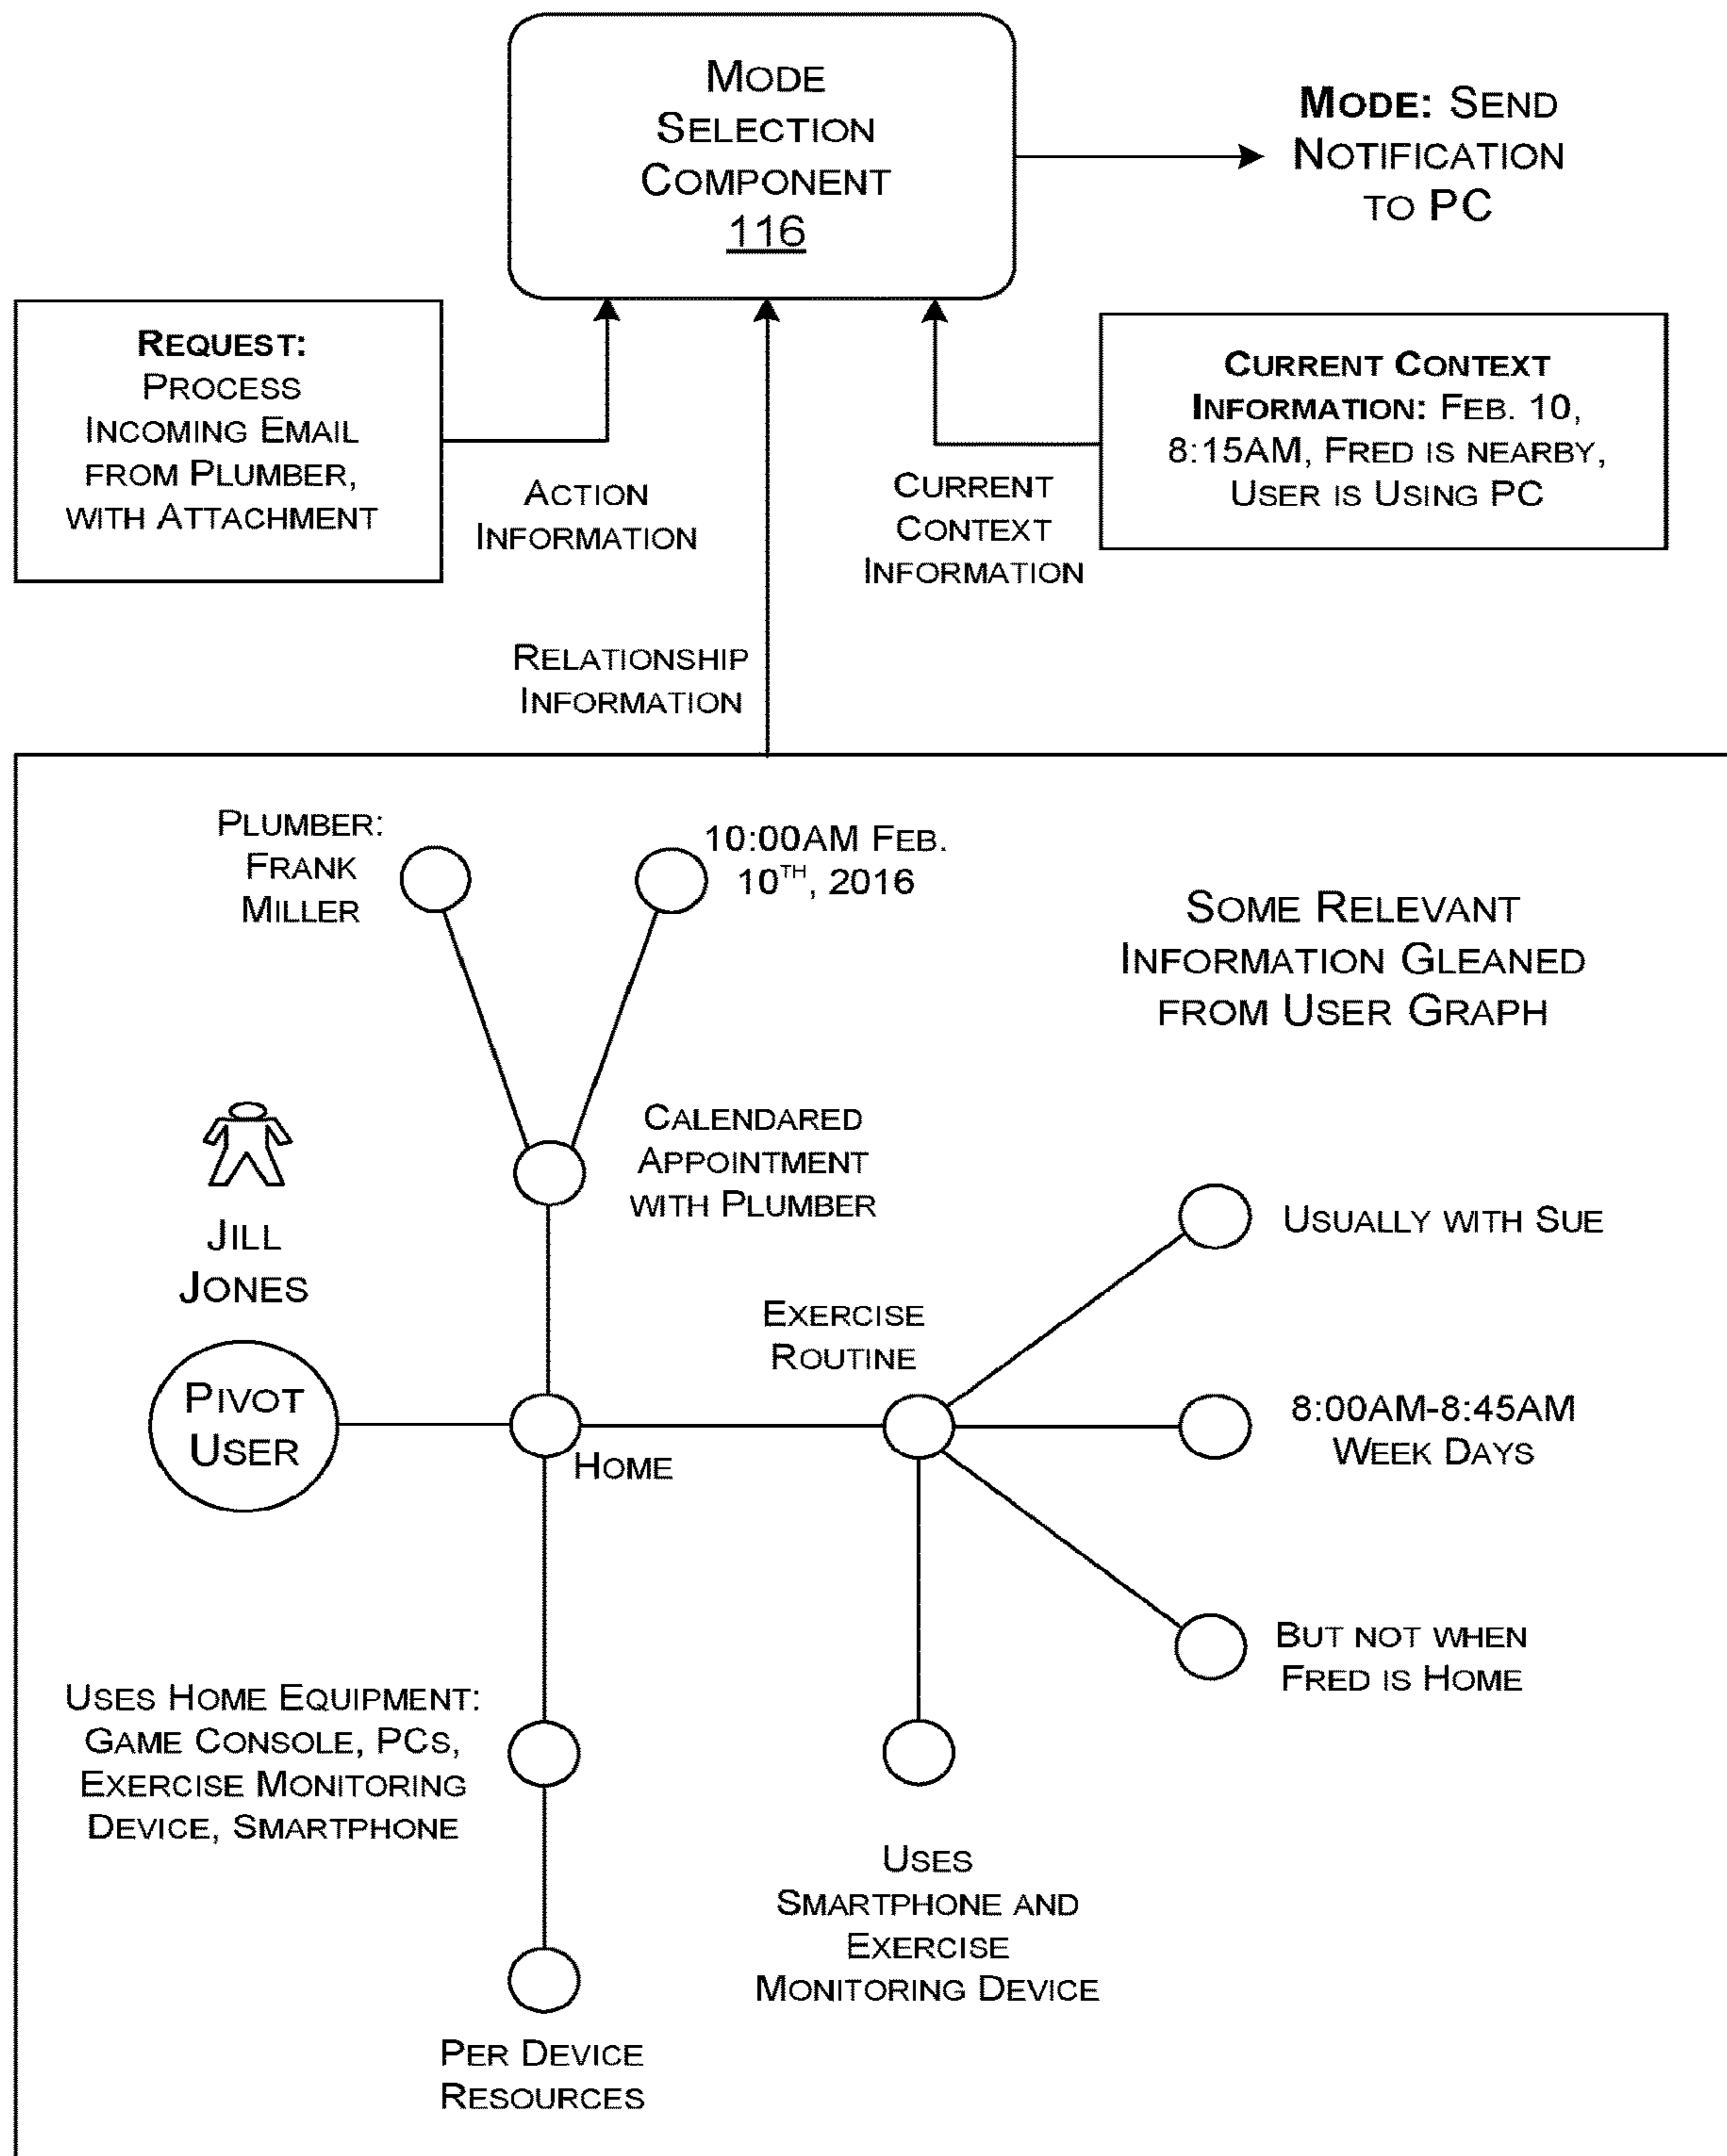 MODE
SELECTION
COMPONENT
116
MODE: SEND
NOTIFICATION
TO PC
REQUEST:
PROCESS
INCOMING EMAIL
FROM PLUMBER,
WITH ATTACHMENT
ACTION
INFORMATION
CURRENT
CONTEXT
INFORMATION
CURRENT CONTEXT
INFORMATION: FEB. 10,
8:15AM, FRED IS NEARBY,
USER IS USING PC
RELATIONSHIP
INFORMATION
PLUMBER:
FRANK
MILLER
10:00AM FEB.
10TH, 2016
SOME RELEVANT
INFORMATION GLEANED
FROM USER GRAPH
CALENDARED
APPOINTMENT
WITH PLUMBER
JILL
JONES
USUALLY WITH SUE
EXERCISE
ROUTINE
PIVOT
USER
HOME
8:00AM-8:45AM
WEEK DAYS
BUT NOT WHEN
FRED IS HOME
USES HOME EQUIPMENT:
GAME CONSOLE, PCS,
EXERCISE MONITORING
DEVICE, SMARTPHONE
USES
SMARTPHONE AND
EXERCISE
MONITORING DEVICE
PER DEVICE
RESOURCES